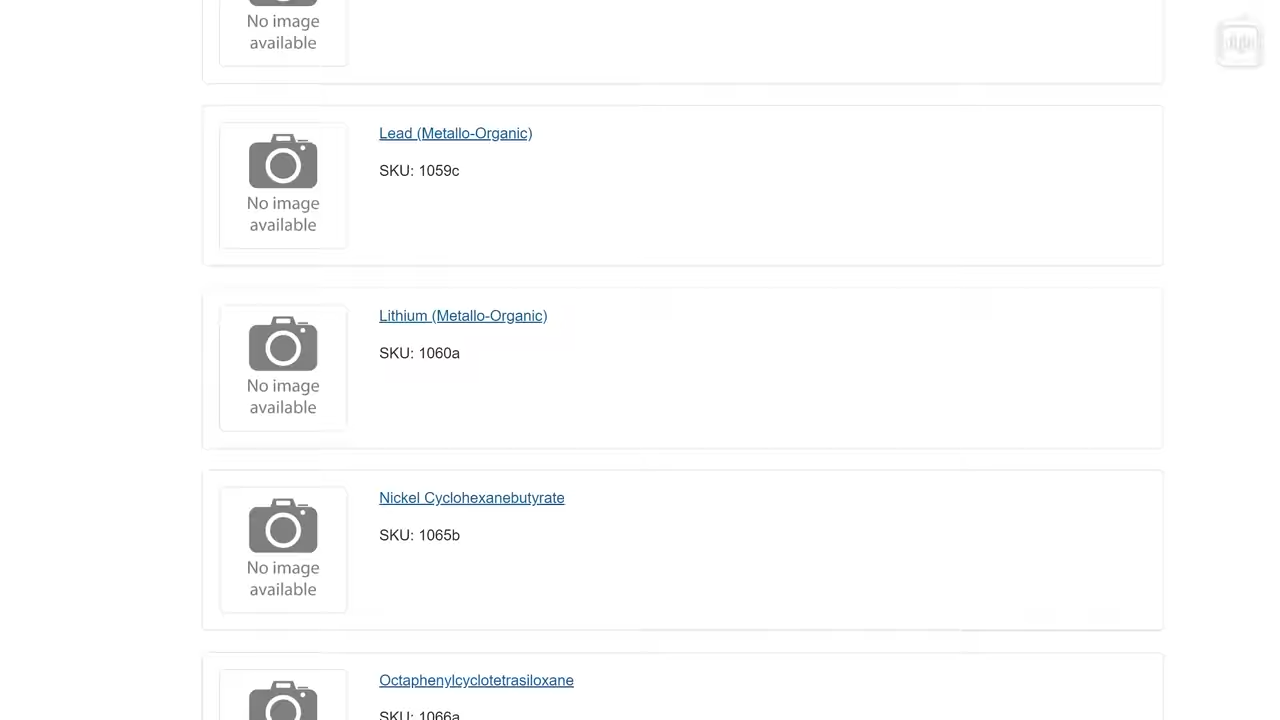 No image
available
Lead (Metallo-Organic)
SKU: 1059c
No image
available
Lithium (Metallo-Organic)
SKU: 1060a
No image
available
Nickel Cyclohexanebutyrate
SKU: 1065b
No image
available
Octaphenylcyclotetrasiloxane
SKU: 1066a